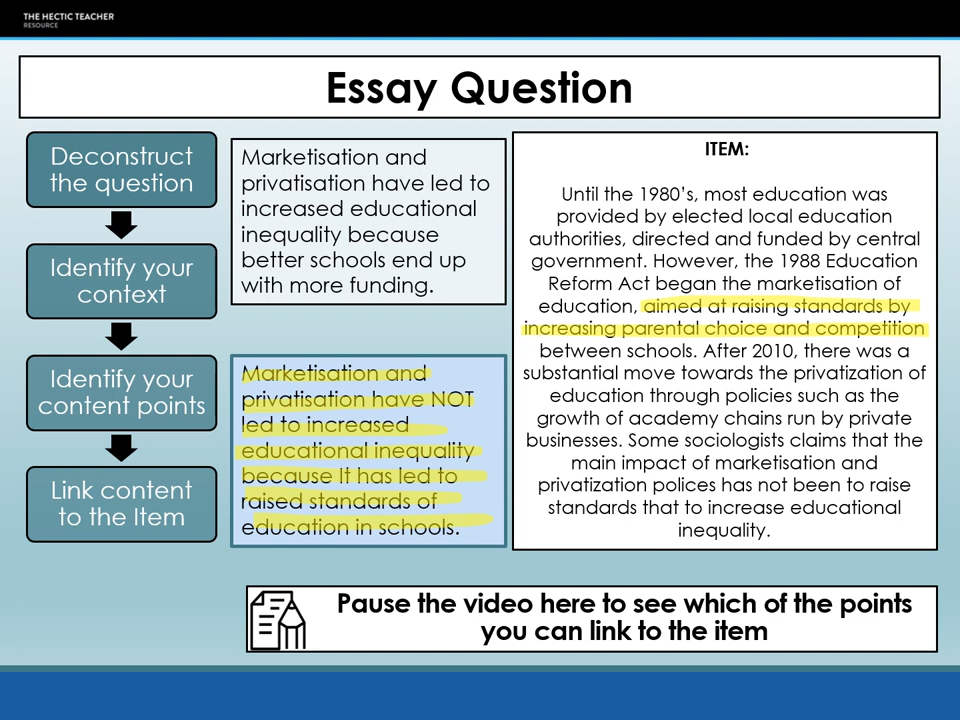 THE HECTIC TEACHER
RESOURCE
Essay Question
Deconstruct
the question
Identify your
context
Identify your
content points
Link content
to the Item
Marketisation and
privatisation have led to
increased educational
inequality because
better schools end up
with more funding.
Marketisation and
privatisation have NOT
led to increased
educational inequality
because It has led to
raised standards of
education in schools.
ITEM:
Until the 1980’s, most education was
provided by elected local education
authorities, directed and funded by central
government. However, the 1988 Education
Reform Act began the marketisation of
education, aimed at raising standards by
increasing parental choice and competition
between schools. After 2010, there was a
substantial move towards the privatization of
education through policies such as the
growth of academy chains run by private
businesses. Some sociologists claims that the
main impact of marketisation and
privatization polices has not been to raise
standards that to increase educational
inequality.
Pause the video here to see which of the points
you can link to the item